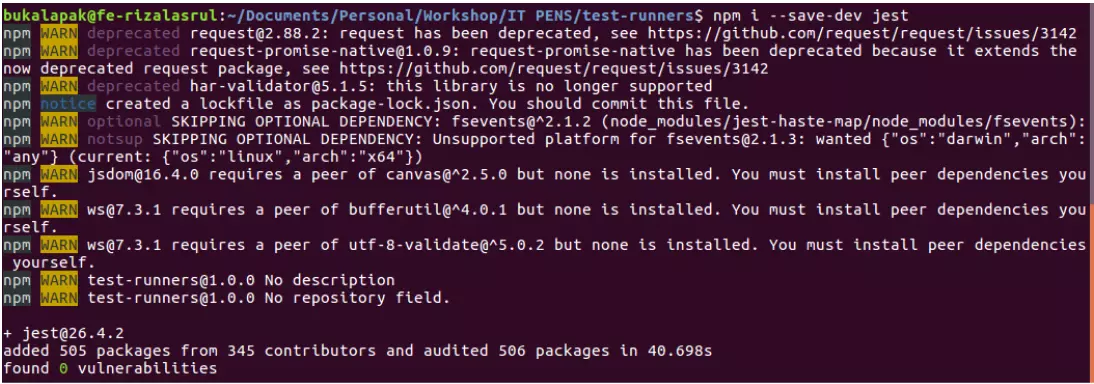 bukalapak@fe-rizalasrul:~/Documents/Personal/Workshop/IT PENS/test-runners$ npm i --save-dev jest
npm WARN deprecated request@2.88.2: request has been deprecated, see https://github.com/request/request/issues/3142
npm WARN deprecated request-promise-native@1.0.9: request-promise-native has been deprecated because it extends the
now deprecated request package, see https://github.com/request/request/issues/3142
npm WARN deprecated har-validator@5.1.5: this library is no longer supported
npm notice created a lockfile as package-lock.json. You should commit this file.
npm WARN optional SKIPPING OPTIONAL DEPENDENCY: fsevents@^2.1.2 (node_modules/jest-haste-map/node_modules/fsevents):
npm WARN notsup SKIPPING OPTIONAL DEPENDENCY: Unsupported platform for fsevents@2.1.3: wanted {"os":"darwin","arch":
"any"} (current: {"os":"linux","arch":"x64"})
npm WARN jsdom@16.4.0 requires a peer of canvas@^2.5.0 but none is installed. You must install peer dependencies you
rself.
npm WARN ws@7.3.1 requires a peer of bufferutil@^4.0.1 but none is installed. You must install peer dependencies you
rself.
npm WARN ws@7.3.1 requires a peer of utf-8-validate@^5.0.2 but none is installed. You must install peer dependencies
 yourself.
npm WARN test-runners@1.0.0 No description
npm WARN test-runners@1.0.0 No repository field.
+ jest@26.4.2
added 505 packages from 345 contributors and audited 506 packages in 40.698s
found 0 vulnerabilities